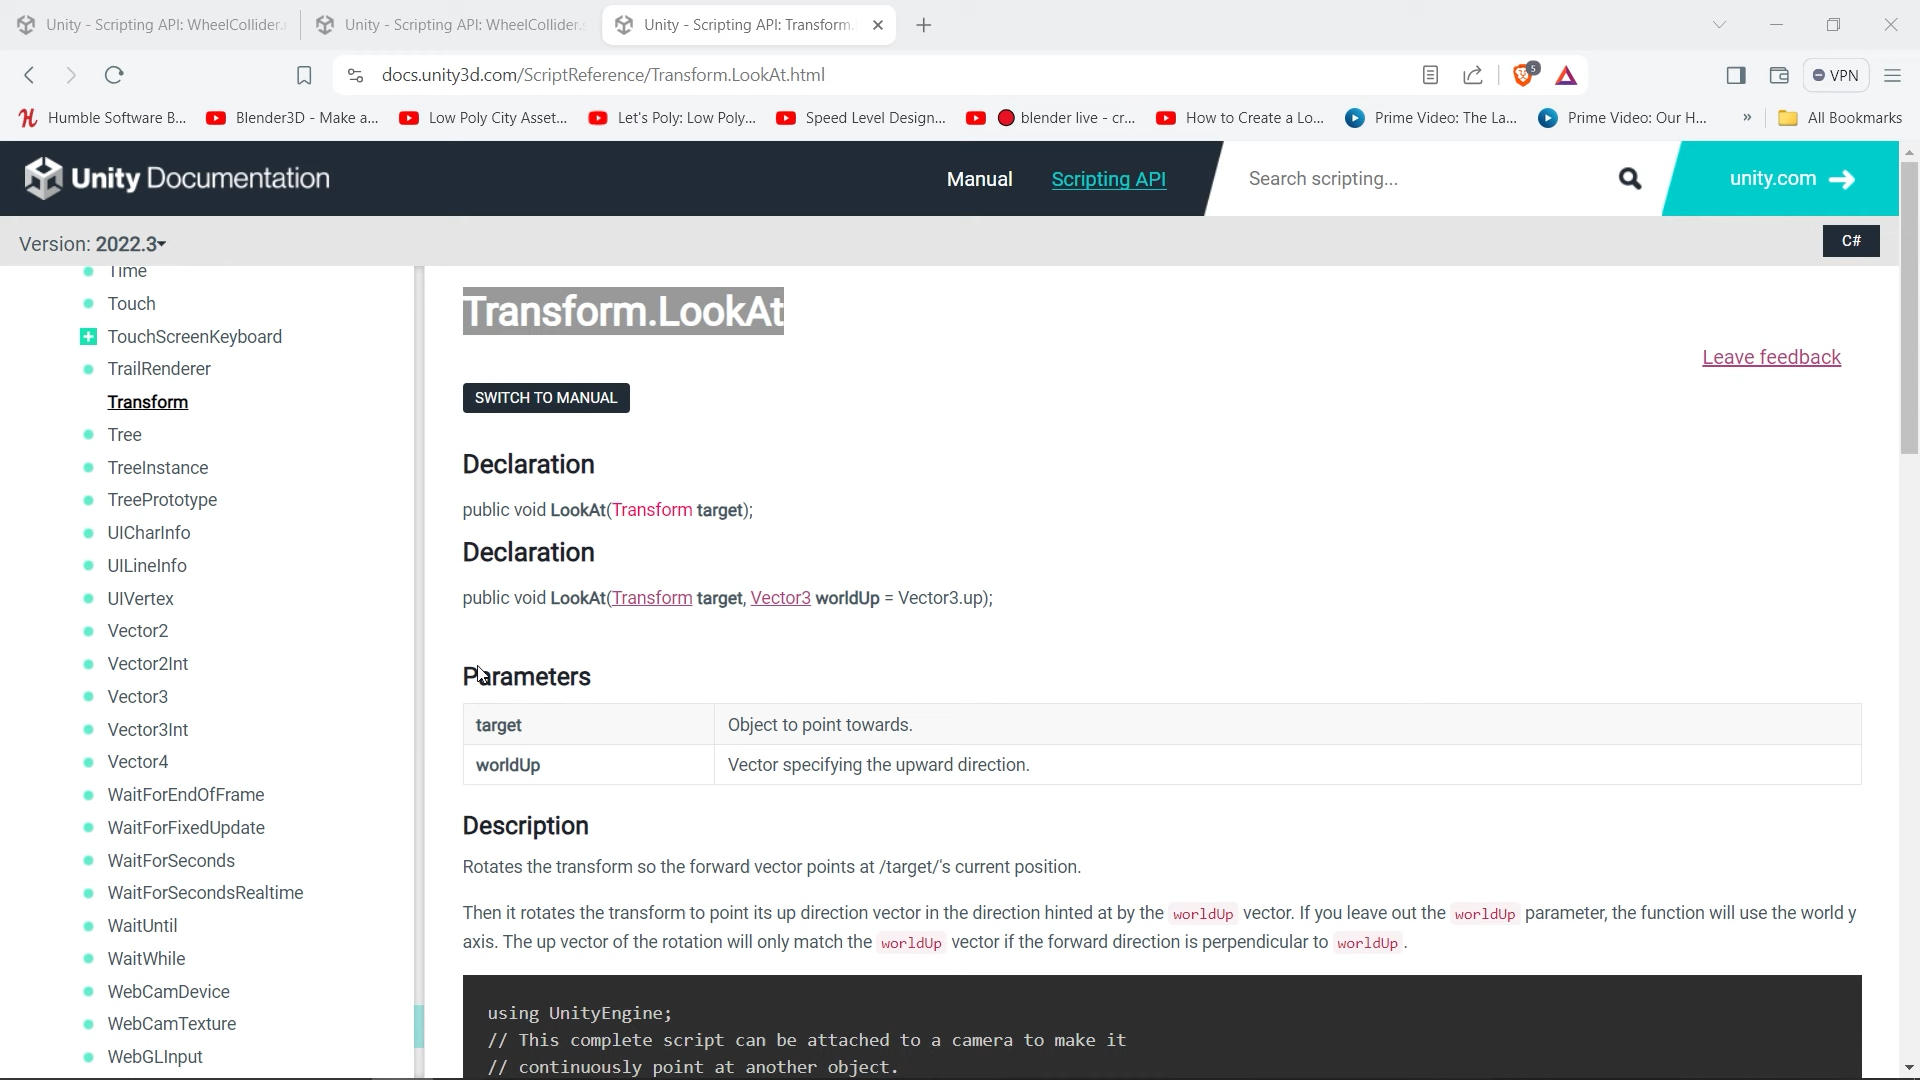 Unity - Scripting API: WheelCollider.
Unity - Scripting API: WheelCollider.
Unity - Scripting API: Transform.
docs.unity3d.com/ScriptReference/Transform.LookAt.html
5
VPN
Humble Software B...
Blender3D - Make a...
Low Poly City Asset...
Let's Poly: Low Poly...
Speed Level Design...
blender live - cr...
How to Create a Lo...
Prime Video: The La...
Prime Video: Our H...
»
All Bookmarks
Unity Documentation
Manual
Scripting API
Search scripting...
unity.com
Version: 2022.3
C#
Time
Touch
TouchScreenKeyboard
TrailRenderer
Transform
Tree
TreeInstance
TreePrototype
UICharInfo
UILineInfo
UIVertex
Vector2
Vector2Int
Vector3
Vector3Int
Vector4
WaitForEndOfFrame
WaitForFixedUpdate
WaitForSeconds
WaitForSecondsRealtime
WaitUntil
WaitWhile
WebCamDevice
WebCamTexture
WebGLInput
Transform.LookAt
Leave feedback
SWITCH TO MANUAL
Declaration
public void LookAt(Transform target);
Declaration
public void LookAt(Transform target, Vector3 worldUp = Vector3.up);
Parameters
target Object to point towards.
worldUp Vector specifying the upward direction.
Description
Rotates the transform so the forward vector points at /target/'s current position.
Then it rotates the transform to point its up direction vector in the direction hinted at by the worldUp vector. If you leave out the worldUp parameter, the function will use the world y
axis. The up vector of the rotation will only match the worldUp vector if the forward direction is perpendicular to worldUp.
using UnityEngine;
// This complete script can be attached to a camera to make it
// continuously point at another object.